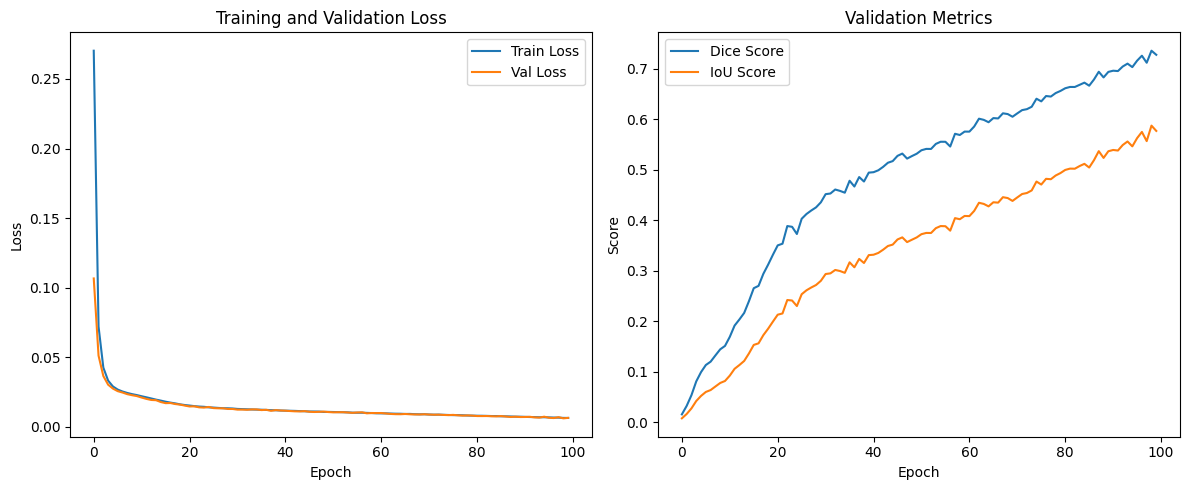 Training and Validation Loss
Train Loss
Val Loss
0.25
0.20
0.15
0.10
0.05
0.00
Loss
0 20 40 60 80 100
Epoch
Validation Metrics
Dice Score
IoU Score
0.7
0.6
0.5
0.4
0.3
0.2
0.1
0.0
Score
0 20 40 60 80 100
Epoch